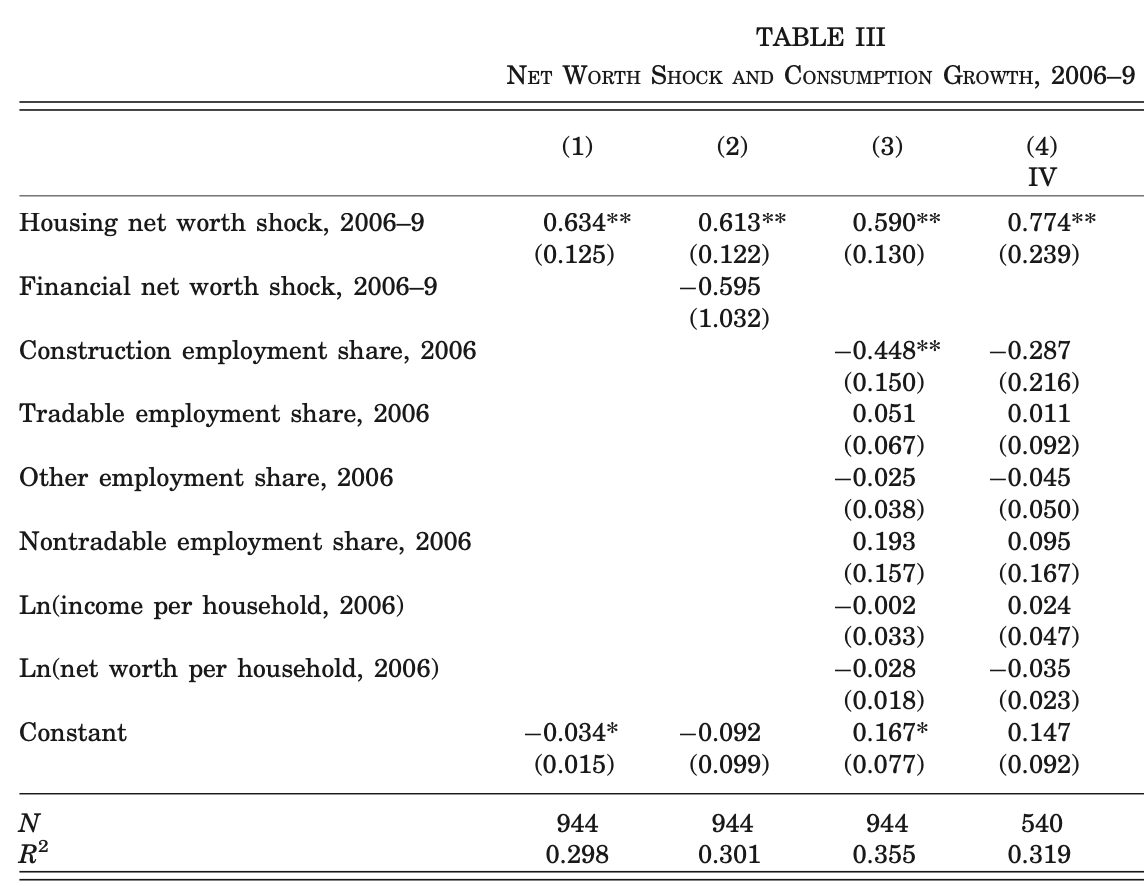 TABLE III
NET WORTH SHOCK AND CONSUMPTION GROWTH, 2006–9
(1) (2) (3) (4)
IV
Housing net worth shock, 2006–9 0.634** 0.613** 0.590** 0.774**
(0.125) (0.122) (0.130) (0.239)
Financial net worth shock, 2006–9 −0.595
(1.032)
Construction employment share, 2006 −0.448** −0.287
(0.150) (0.216)
Tradable employment share, 2006 0.051 0.011
(0.067) (0.092)
Other employment share, 2006 −0.025 −0.045
(0.038) (0.050)
Nontradable employment share, 2006 0.193 0.095
(0.157) (0.167)
Ln(income per household, 2006) −0.002 0.024
(0.033) (0.047)
Ln(net worth per household, 2006) −0.028 −0.035
(0.018) (0.023)
Constant −0.034* −0.092 0.167* 0.147
(0.015) (0.099) (0.077) (0.092)
N 944 944 944 540
R² 0.298 0.301 0.355 0.319